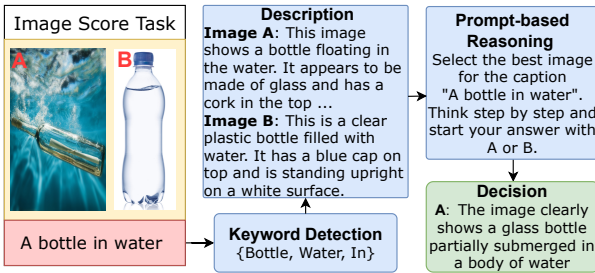 Image Score Task
A
B
A bottle in water
Keyword Detection
{Bottle, Water, In}
Description
Image A: This image
shows a bottle floating in
the water. It appears to be
made of glass and has a
cork in the top ...
Image B: This is a clear
plastic bottle filled with
water. It has a blue cap on
top and is standing upright
on a white surface.
Prompt-based
Reasoning
Select the best image
for the caption
"A bottle in water".
Think step by step and
start your answer with
A or B.
Decision
A: The image clearly
shows a glass bottle
partially submerged in
a body of water